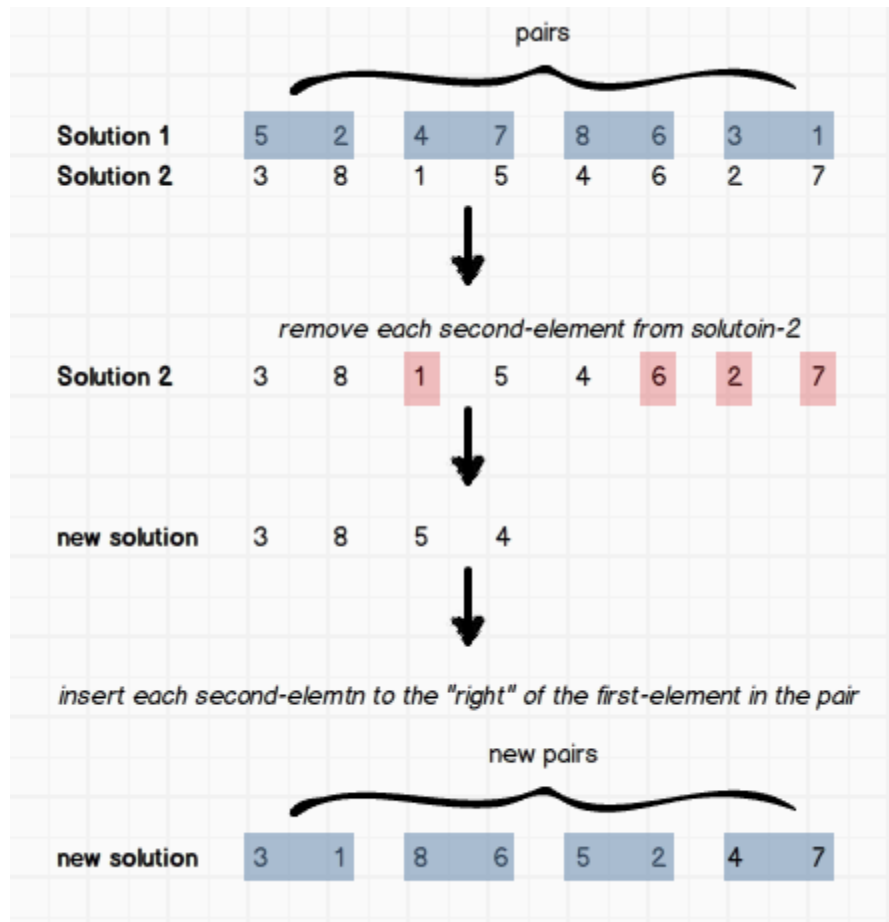 pairs
Solution 1 5 2 4 7 8 6 3 1
Solution 2 3 8 1 5 4 6 2 7
remove each second-element from solutoin-2
Solution 2 3 8 1 5 4 6 2 7
new solution 3 8 5 4
insert each second-elemtn to the "right" of the first-element in the pair
new pairs
new solution 3 1 8 6 5 2 4 7